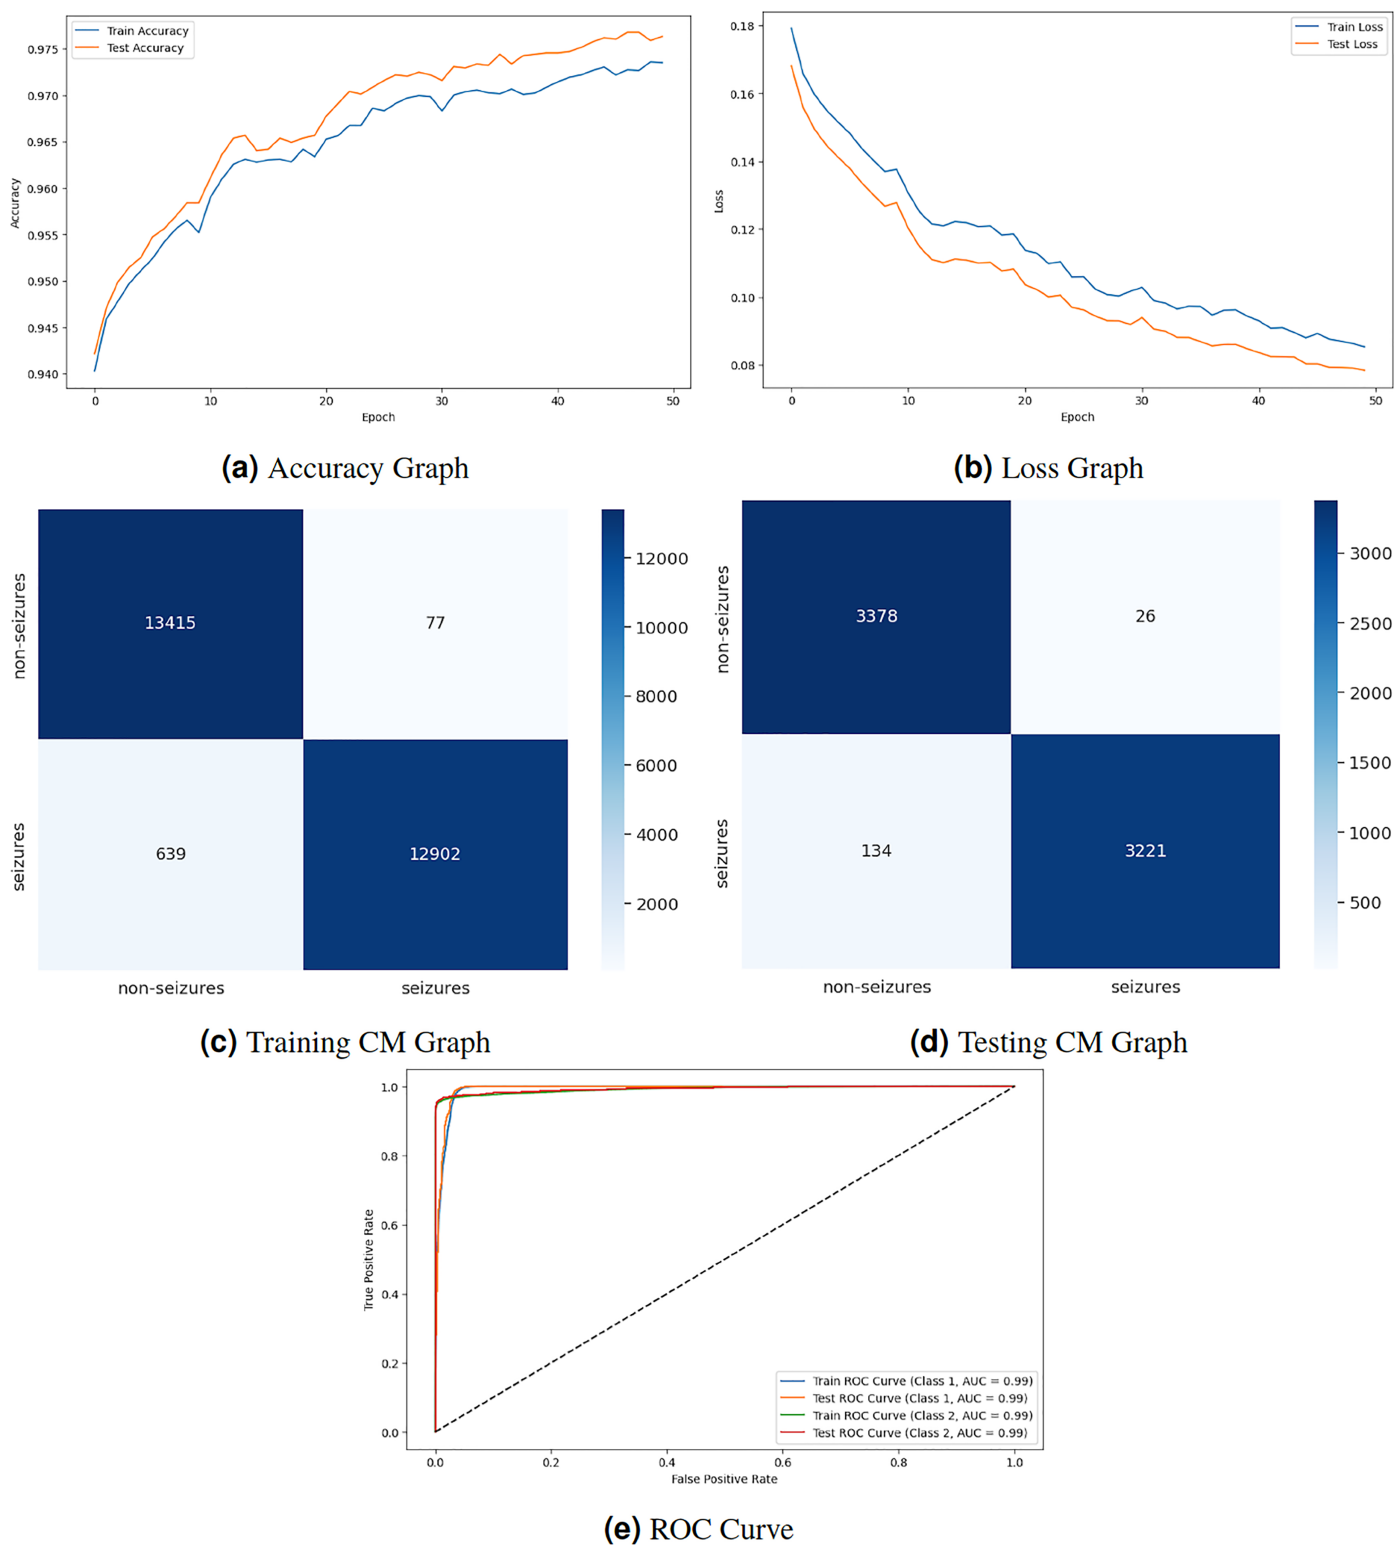 Train Accuracy
Test Accuracy
0.975
0.970
0.965
0.960
0.955
0.950
0.945
0.940
Accuracy
0 10 20 30 40 50
Epoch
(a) Accuracy Graph
Train Loss
Test Loss
0.18
0.16
0.14
0.12
0.10
0.08
Loss
0 10 20 30 40 50
Epoch
(b) Loss Graph
non-seizures
seizures
13415 77
639 12902
non-seizures seizures
12000
10000
8000
6000
4000
2000
(c) Training CM Graph
non-seizures
seizures
3378 26
134 3221
non-seizures seizures
3000
2500
2000
1500
1000
500
(d) Testing CM Graph
1.0
0.8
0.6
0.4
0.2
0.0
True Positive Rate
Train ROC Curve (Class 1, AUC = 0.99)
Test ROC Curve (Class 1, AUC = 0.99)
Train ROC Curve (Class 2, AUC = 0.99)
Test ROC Curve (Class 2, AUC = 0.99)
0.0 0.2 0.4 0.6 0.8 1.0
False Positive Rate
(e) ROC Curve